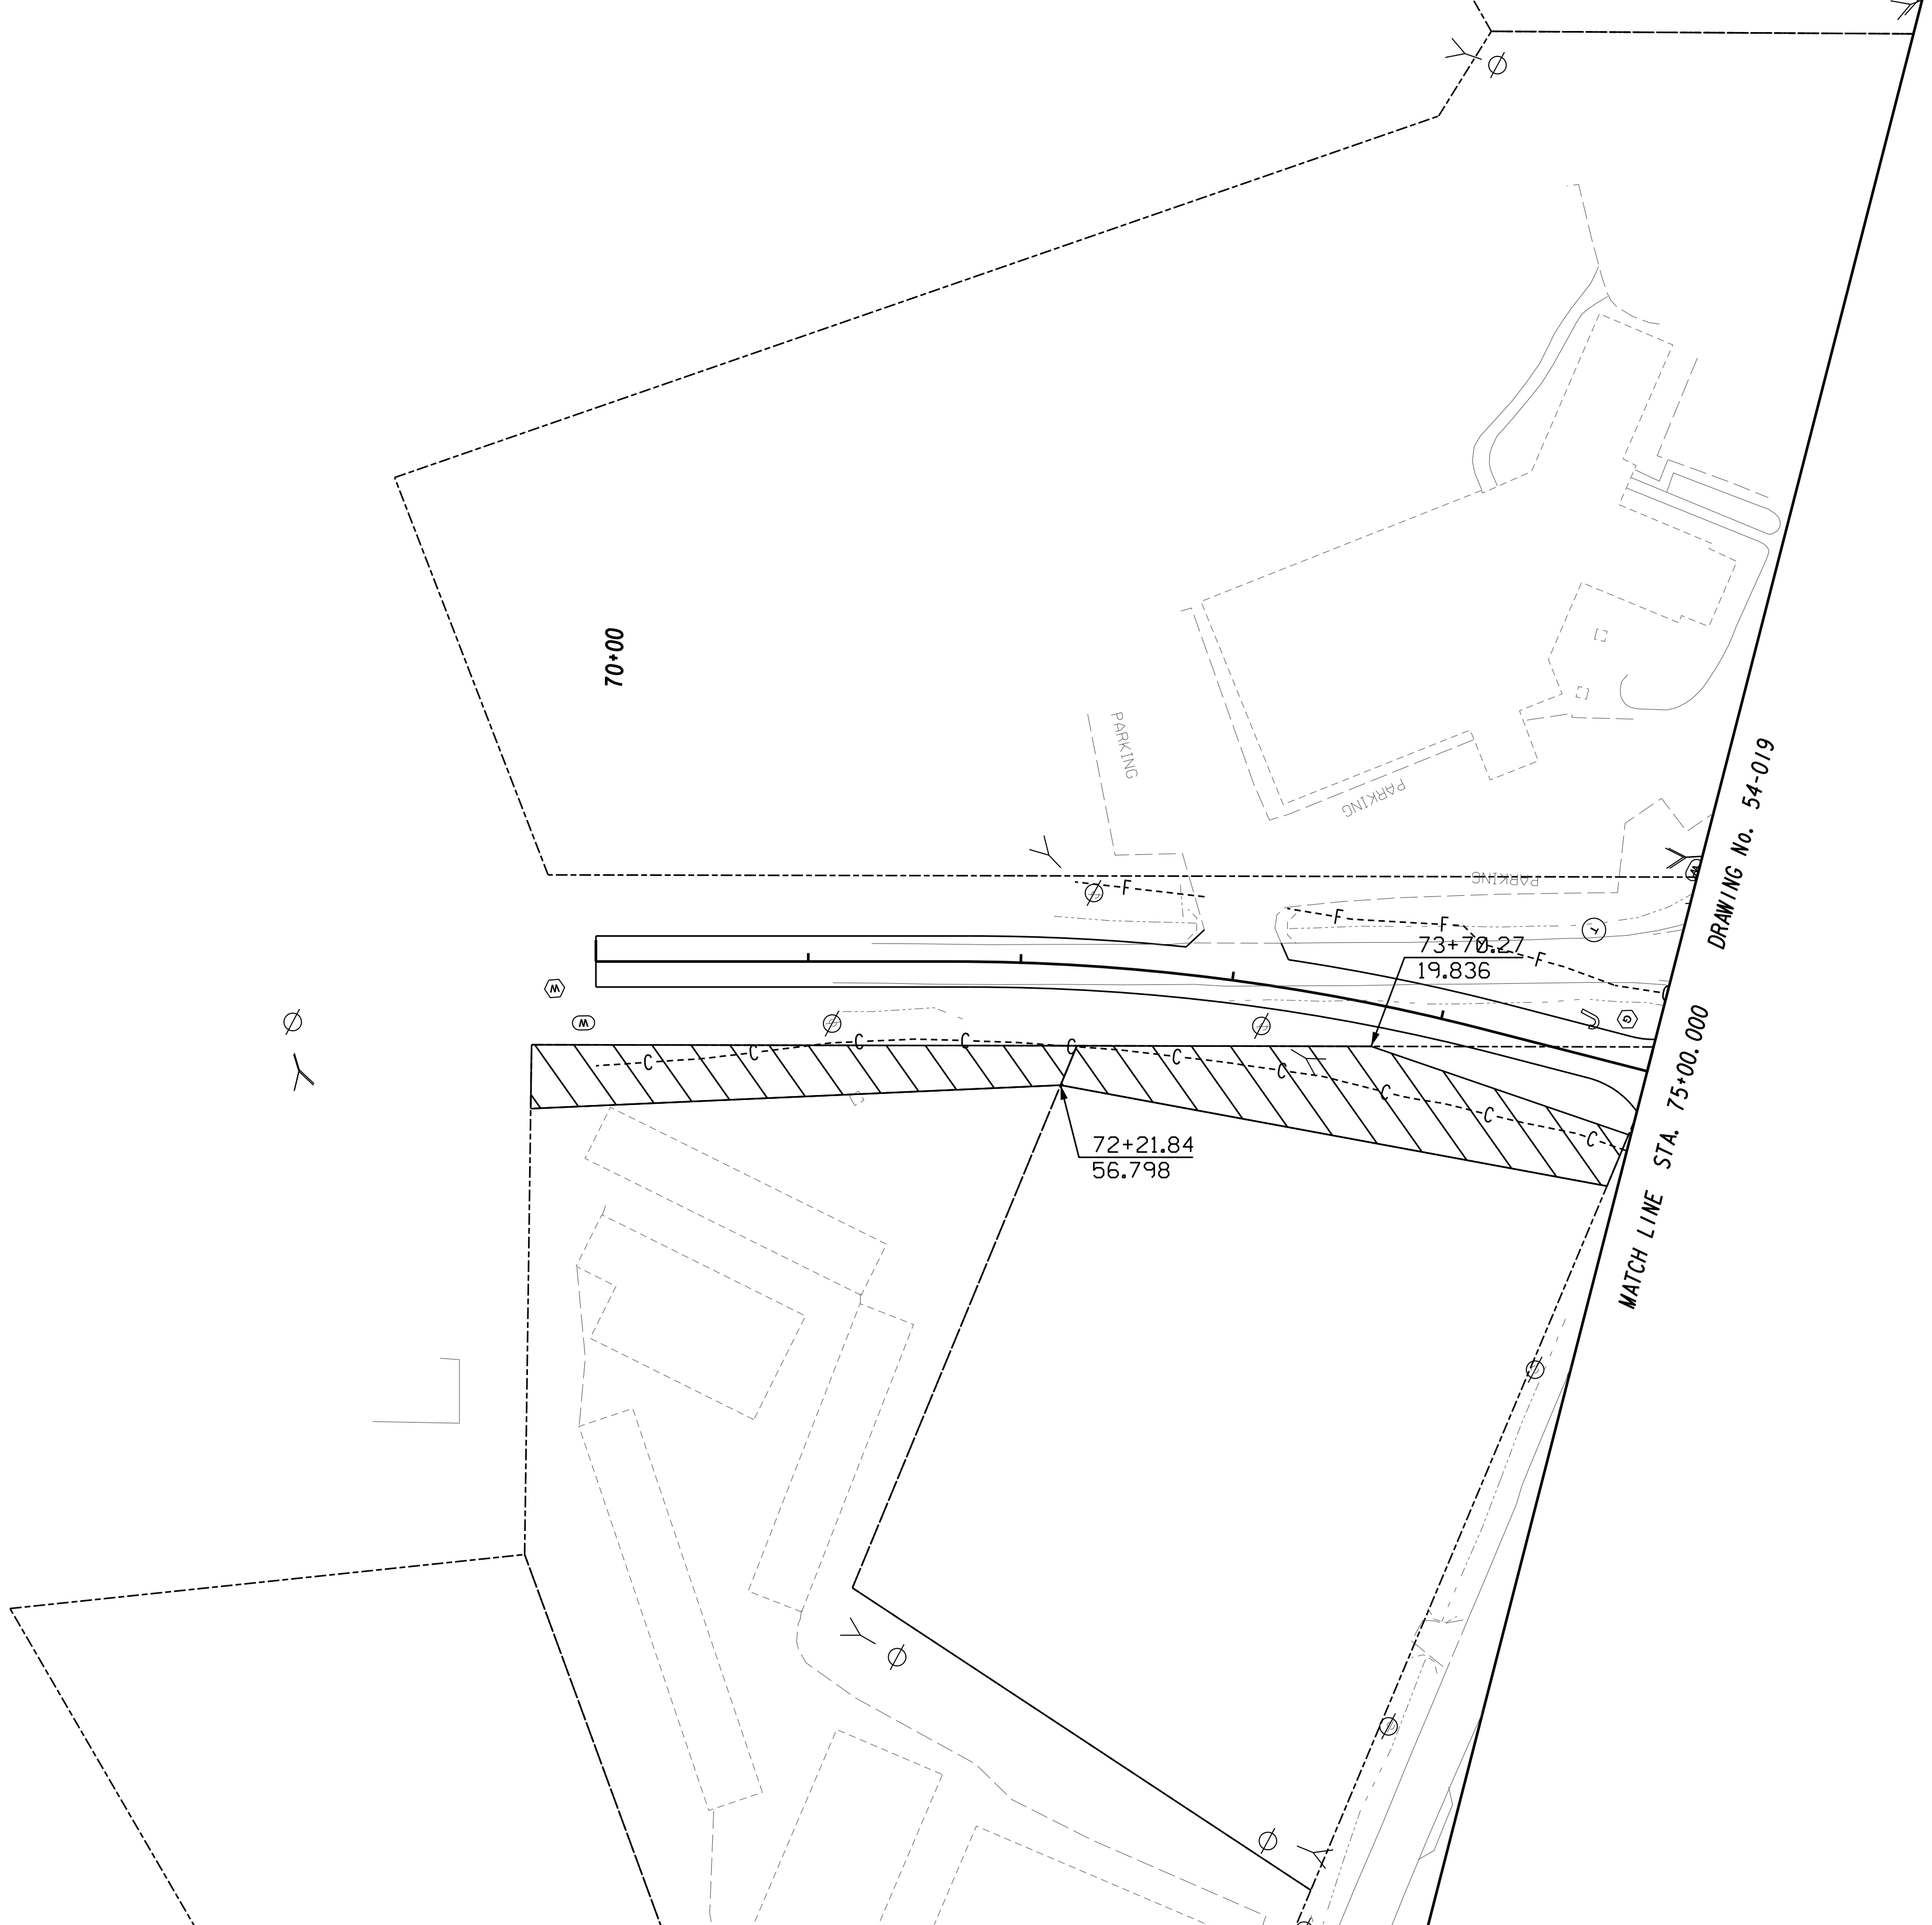 70+00
PARKING
PARKING
PARKING
F
F
F
F
73+70.27
19.836
72+21.84
56.798
C
C
C
C
C
C
C
C
C
C
W
W
W
Y
G
DRAWING No. 54-019
MATCH LINE STA. 75+00.000